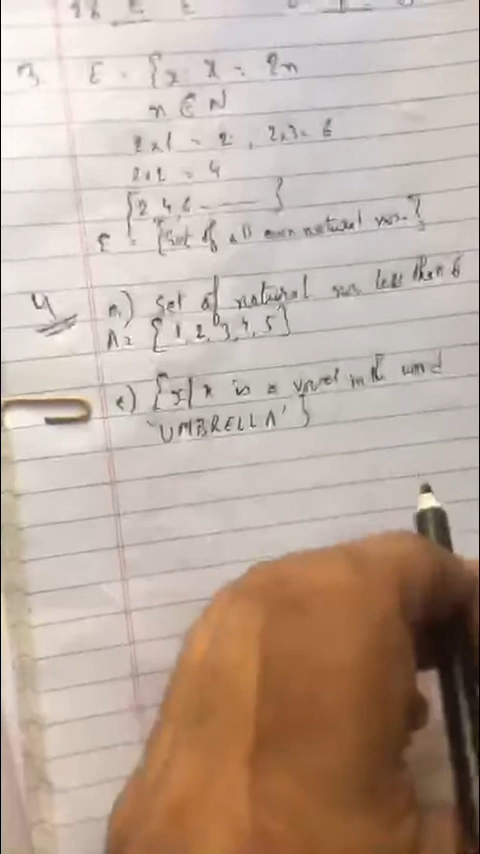 3. E = {x: x = 2n
n ∈ N
2×1 = 2, 2×3 = 6
2×2 = 4
{2, 4, 6 ——— }
E = {Set of all even natural nos.}
4
a.) Set of natural nos less then 6
A = {1, 2, 3, 4, 5}
e) {x| x is a vowel in the word
'UMBRELLA' }